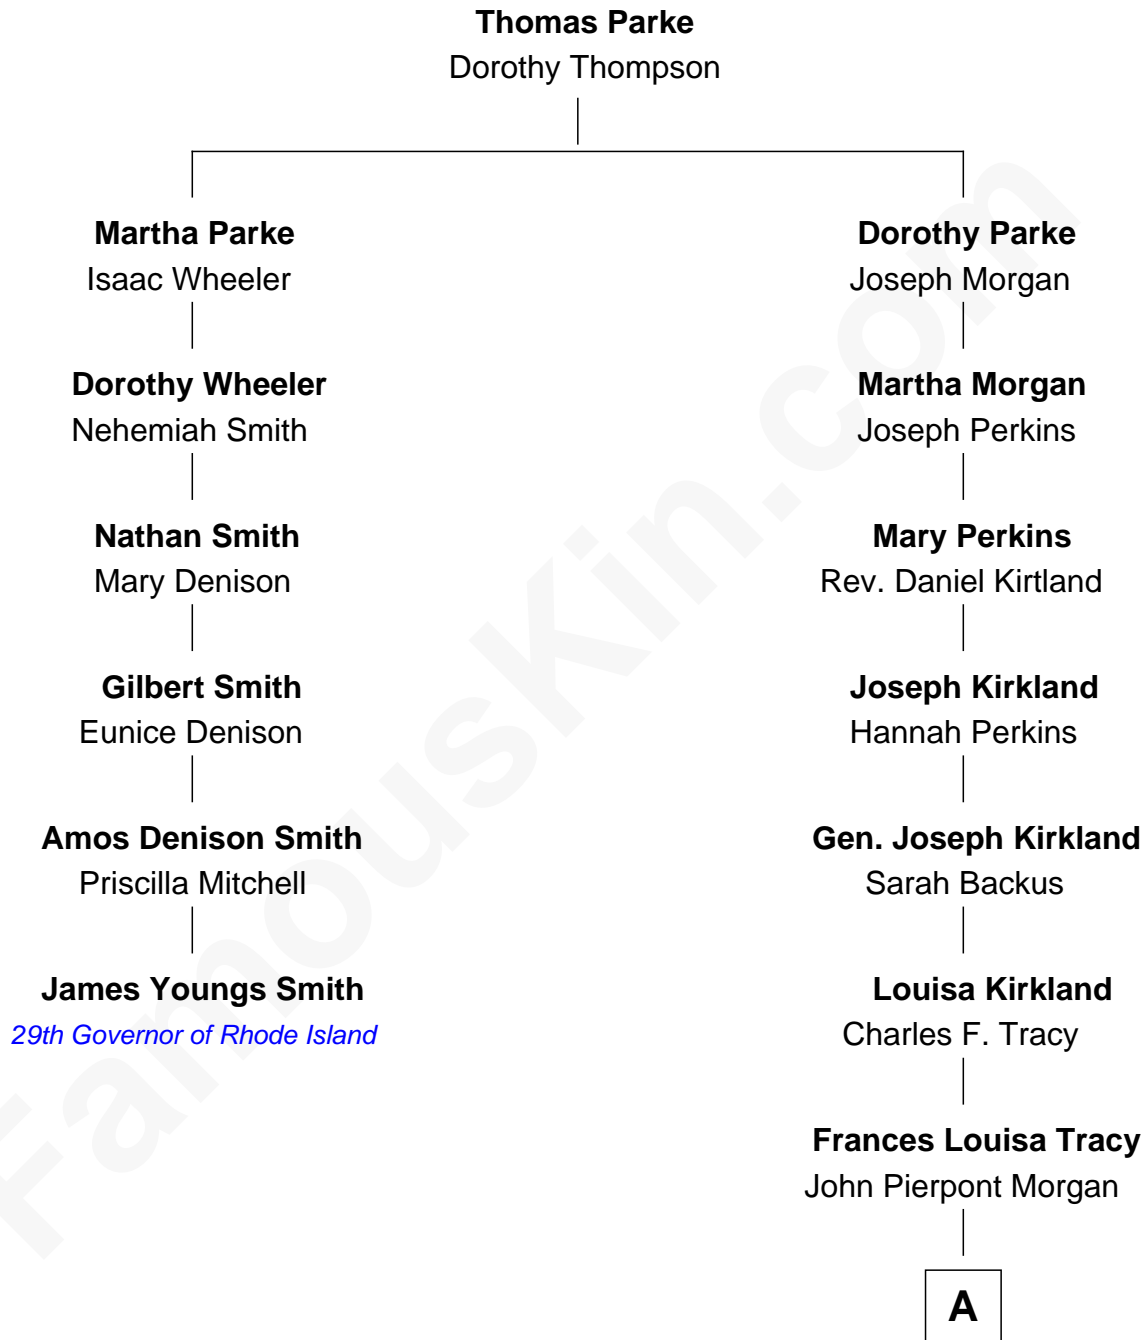 Thomas Parke
Dorothy Thompson
Martha Parke
Isaac Wheeler
Dorothy Parke
Joseph Morgan
Dorothy Wheeler
Nehemiah Smith
Martha Morgan
Joseph Perkins
Nathan Smith
Mary Denison
Mary Perkins
Rev. Daniel Kirtland
Gilbert Smith
Eunice Denison
Joseph Kirkland
Hannah Perkins
Amos Denison Smith
Priscilla Mitchell
Gen. Joseph Kirkland
Sarah Backus
James Youngs Smith
29th Governor of Rhode Island
Louisa Kirkland
Charles F. Tracy
Frances Louisa Tracy
John Pierpont Morgan
A
FamousKin.com